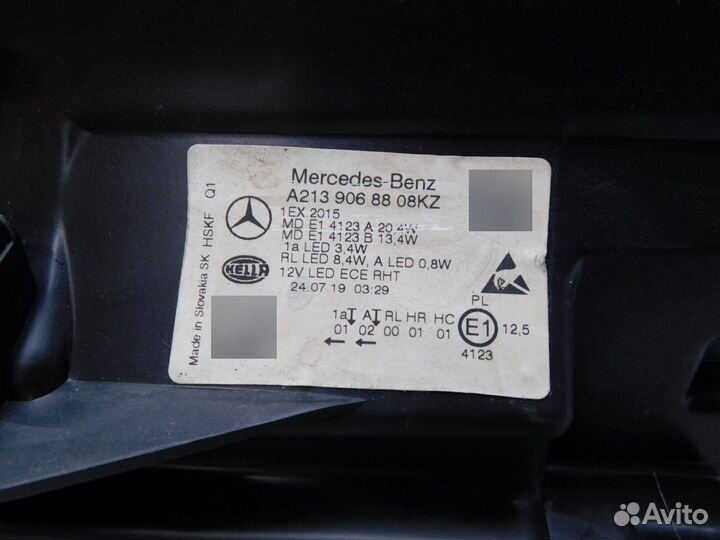 Mercedes-Benz
A213 906 88 08KZ
1EX 2015
MD E1 4123 A 20,4W
MD E1 4123 B 13,4W
1a LED 3,4W
RL LED 8,4W, A LED 0,8W
12V LED ECE RHT
24.07.19 03:29
HELLA
Made in Slovakia SK HSKF Q1
1a A RL HR HC
01 02 00 01 01
PL
E1 12,5
4123
Avito